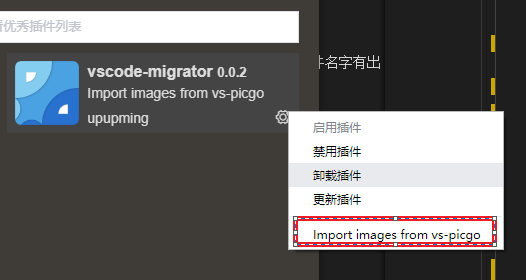 看优秀插件列表
vscode-migrator 0.0.2
Import images from vs-picgo
upupming
件名字有出
启用插件
禁用插件
卸载插件
更新插件
Import images from vs-picgo